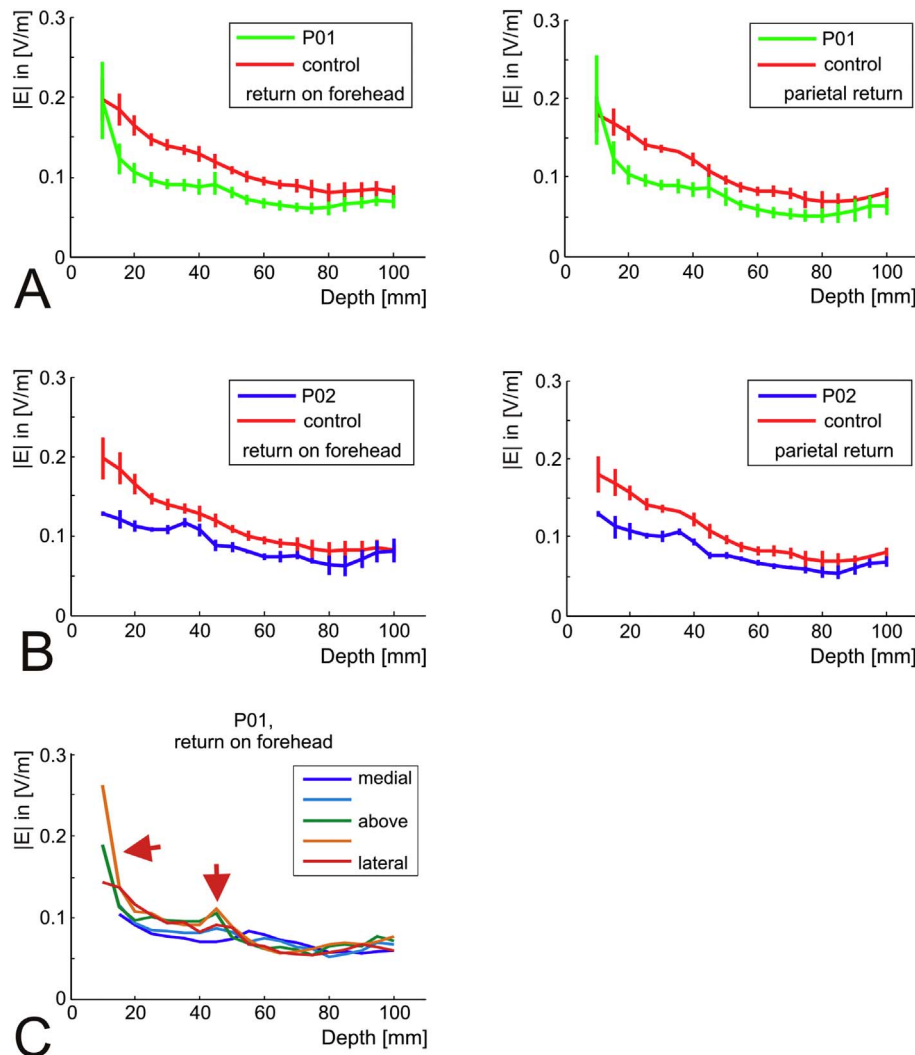 |E| in [V/m]
0.3
0.2
0.1
0
0 20 40 60 80 100
Depth [mm]
P01
control
return on forehead
A
|E| in [V/m]
0.3
0.2
0.1
0
0 20 40 60 80 100
Depth [mm]
P01
control
parietal return
|E| in [V/m]
0.3
0.2
0.1
0
0 20 40 60 80 100
Depth [mm]
P02
control
return on forehead
B
|E| in [V/m]
0.3
0.2
0.1
0
0 20 40 60 80 100
Depth [mm]
P02
control
parietal return
P01,
return on forehead
|E| in [V/m]
0.3
0.2
0.1
0
0 20 40 60 80 100
Depth [mm]
medial
above
lateral
C